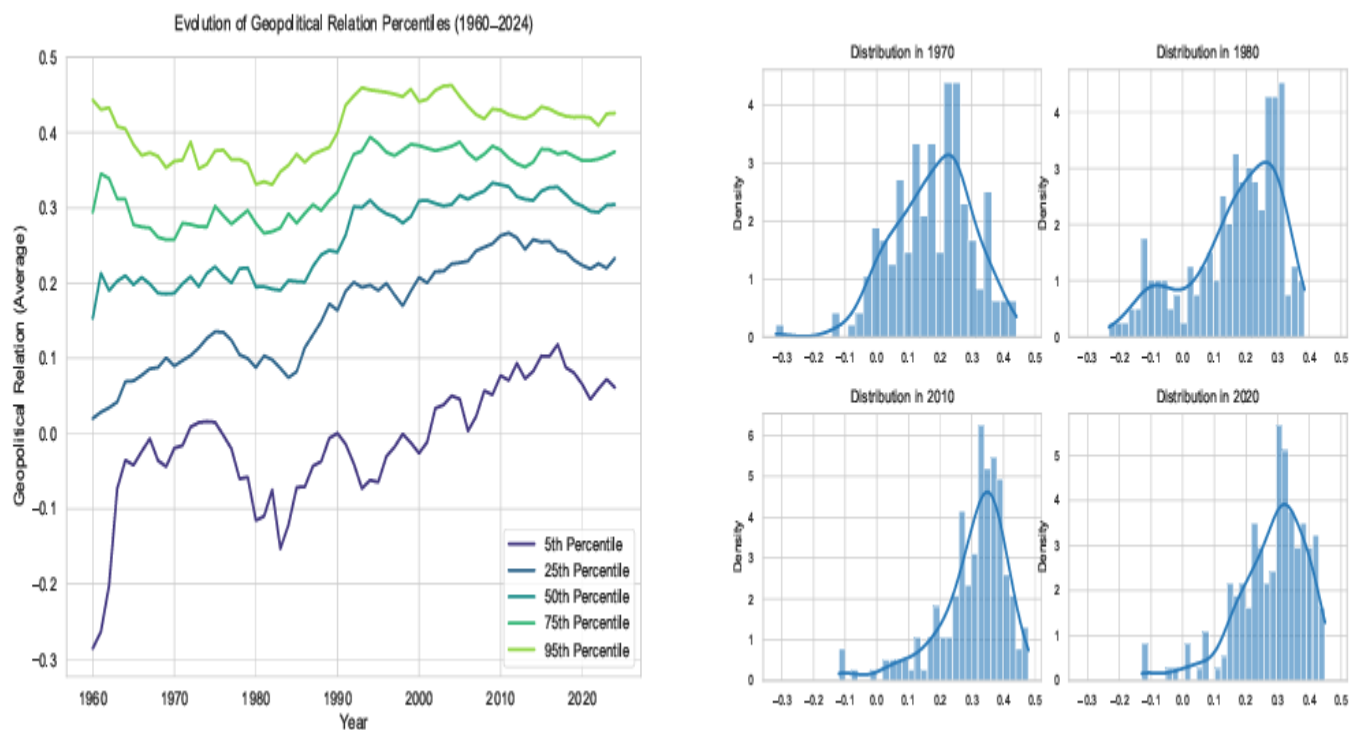 Evolution of Geopolitical Relation Percentiles (1960–2024)
Geopolitical Relation (Average)
0.5
0.4
0.3
0.2
0.1
0.0
−0.1
−0.2
−0.3
1960
1970
1980
1990
2000
2010
2020
Year
5th Percentile
25th Percentile
50th Percentile
75th Percentile
95th Percentile
Distribution in 1970
Density
4
3
2
1
0
−0.3 −0.2 −0.1 0.0 0.1 0.2 0.3 0.4 0.5
Distribution in 1980
Density
4
3
2
1
0
−0.3 −0.2 −0.1 0.0 0.1 0.2 0.3 0.4 0.5
Distribution in 2010
Density
6
5
4
3
2
1
0
−0.3 −0.2 −0.1 0.0 0.1 0.2 0.3 0.4 0.5
Distribution in 2020
Density
5
4
3
2
1
0
−0.3 −0.2 −0.1 0.0 0.1 0.2 0.3 0.4 0.5